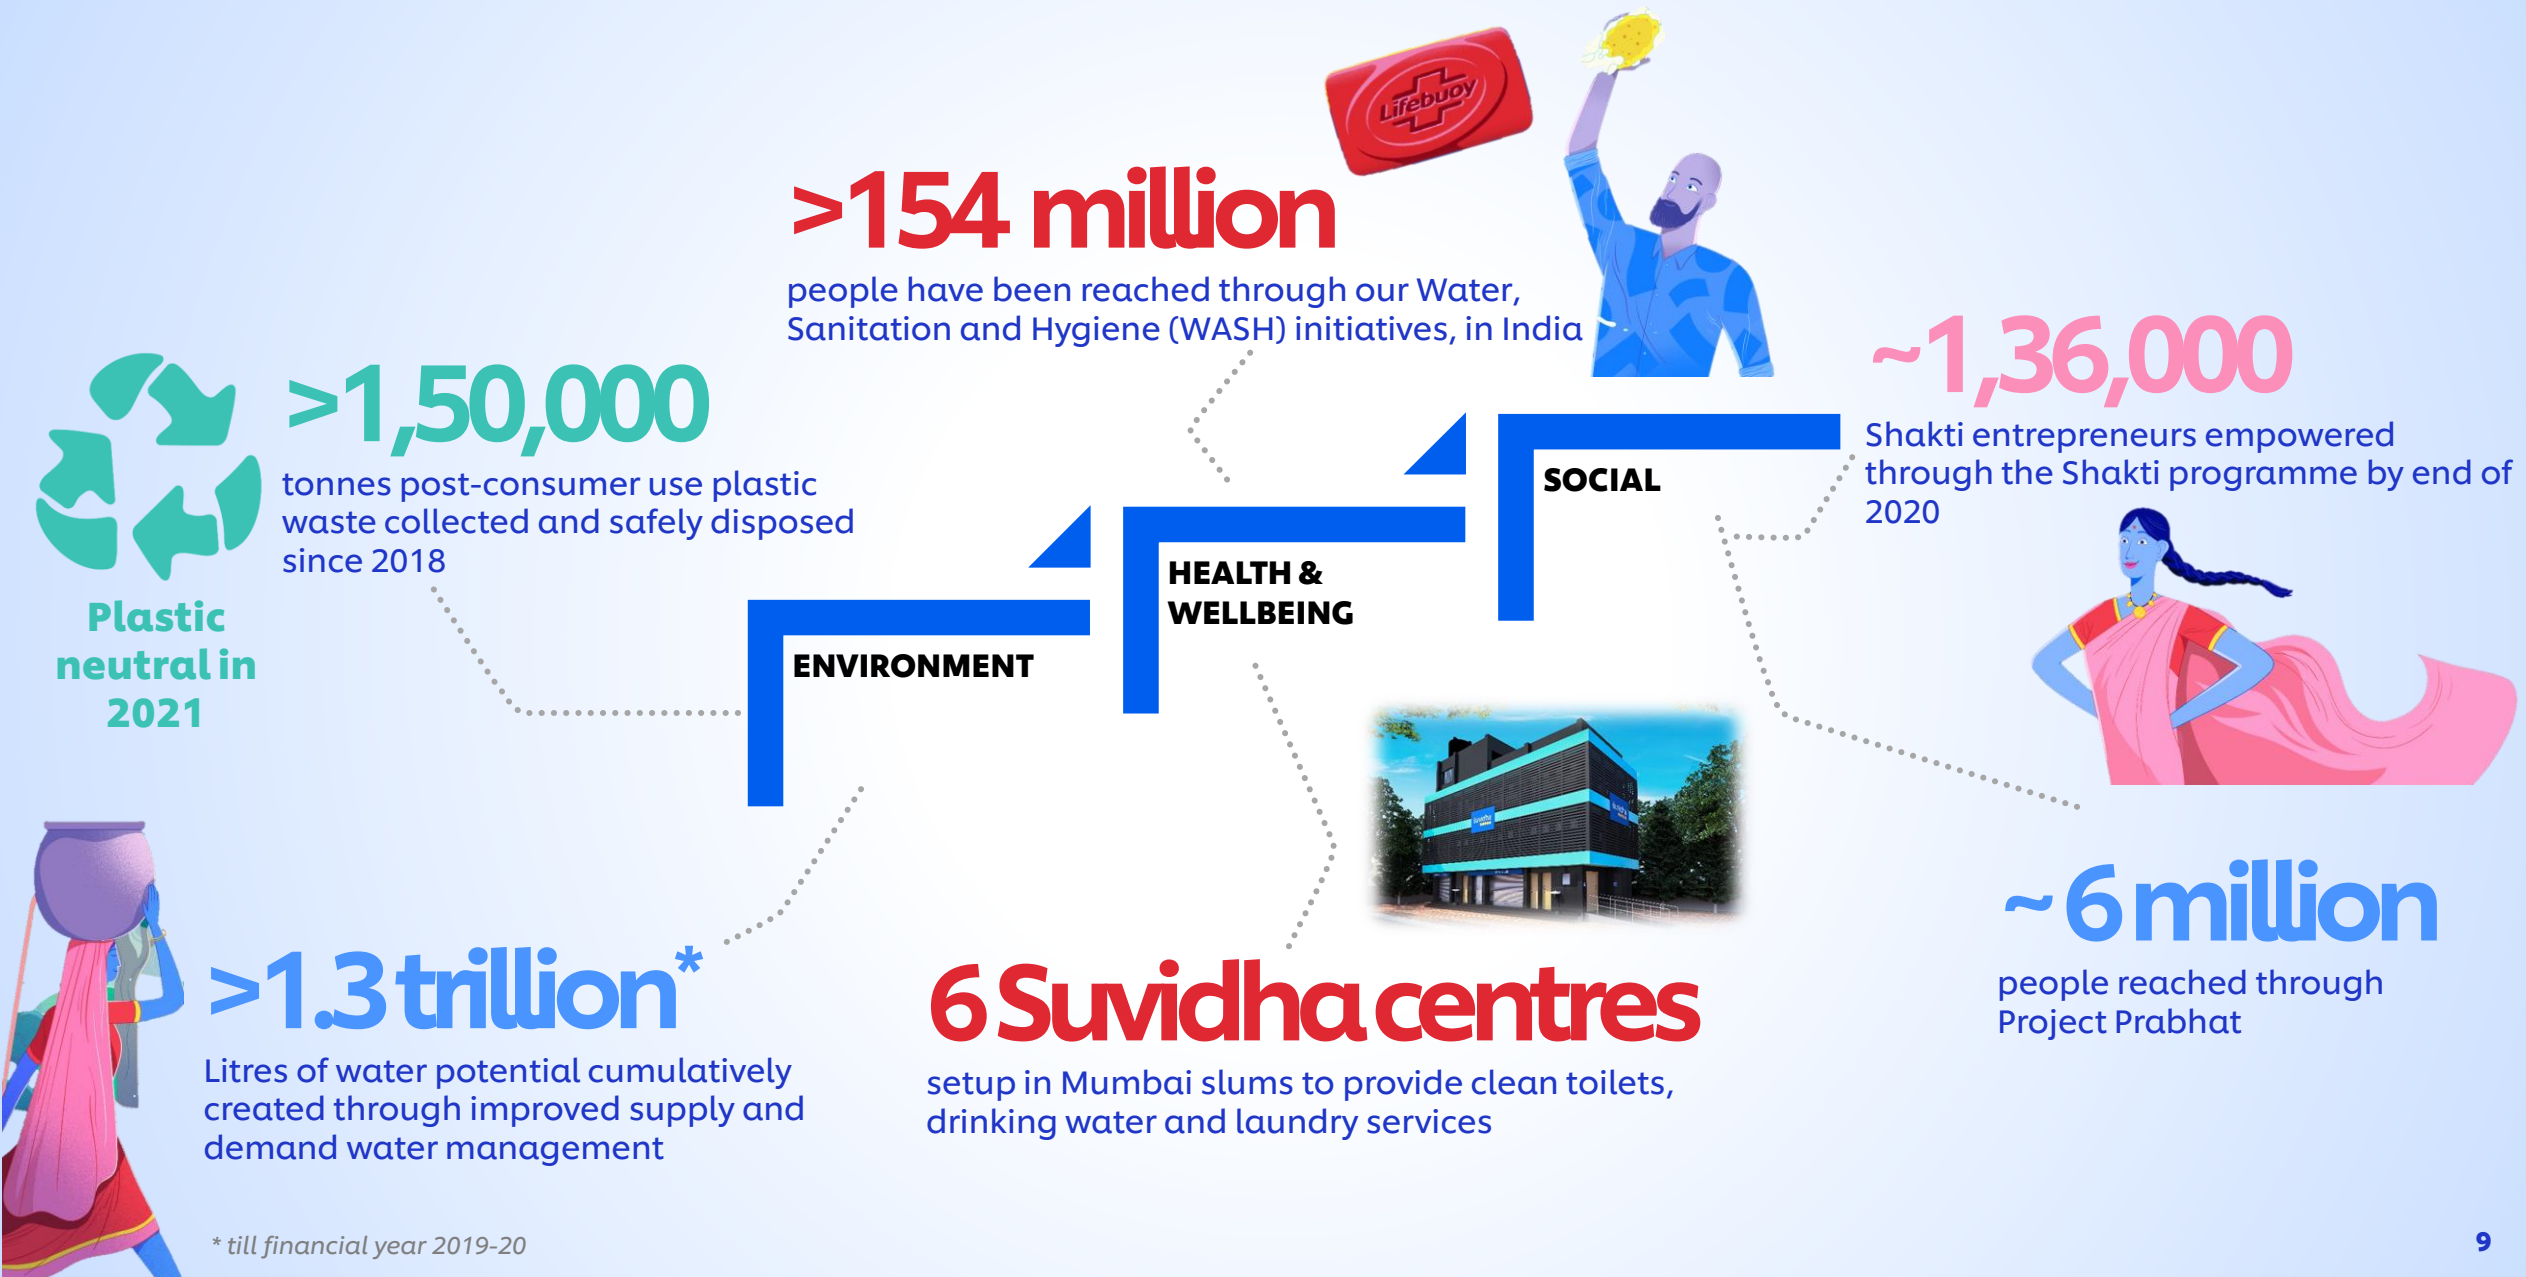 Lifebuoy
>154 million
people have been reached through our Water,
Sanitation and Hygiene (WASH) initiatives, in India
~1,36,000
Shakti entrepreneurs empowered
through the Shakti programme by end of
2020
>1,50,000
tonnes post-consumer use plastic
waste collected and safely disposed
since 2018
Plastic
neutral in
2021
SOCIAL
HEALTH &
WELLBEING
ENVIRONMENT
>1.3 trillion*
Litres of water potential cumulatively
created through improved supply and
demand water management
6 Suvidha centres
setup in Mumbai slums to provide clean toilets,
drinking water and laundry services
~ 6 million
people reached through
Project Prabhat
* till financial year 2019-20
9